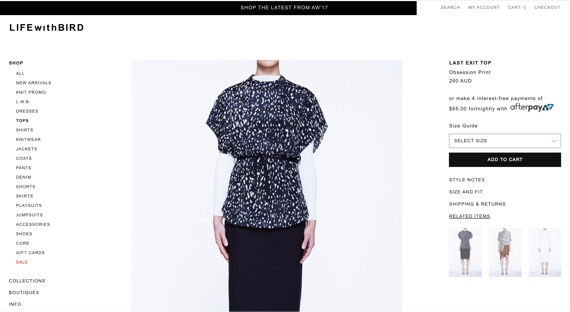 SHOP THE LATEST FROM AW'17
SEARCH MY ACCOUNT CART: 0 CHECKOUT
LIFEwithBIRD
SHOP
ALL
NEW ARRIVALS
KNIT PROMO
L.W.B.
DRESSES
TOPS
SHIRTS
KNITWEAR
JACKETS
COATS
PANTS
DENIM
SHORTS
SKIRTS
PLAYSUITS
JUMPSUITS
ACCESSORIES
SHOES
CORE
GIFT CARDS
SALE
COLLECTIONS
BOUTIQUES
INFO
LAST EXIT TOP
Obsession Print
260 AUD
or make 4 interest-free payments of
$65.00 fortnightly with afterpay
Size Guide
SELECT SIZE
ADD TO CART
STYLE NOTES
SIZE AND FIT
SHIPPING & RETURNS
RELATED ITEMS